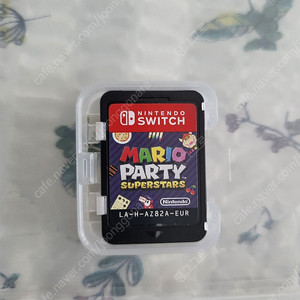 NINTENDO
SWITCH
MARIO
PARTY
SUPERSTARS
Nintendo
LA-H-AZ82A-EUR